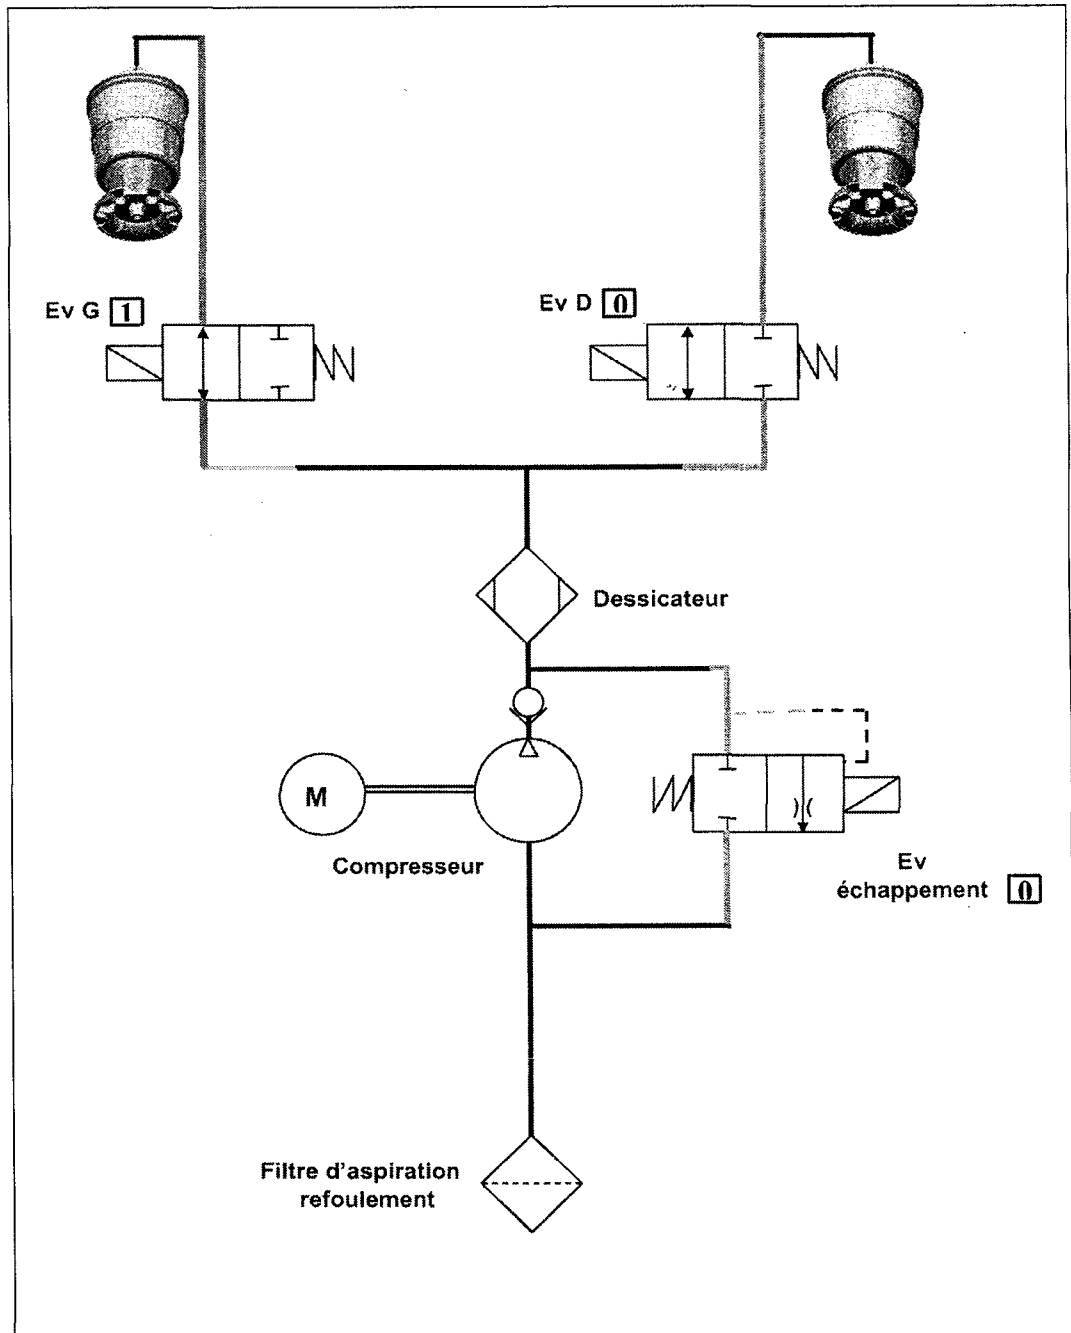 Ev G 1
Ev D 0
Dessicateur
M
Compresseur
Ev
échappement 0
Filtre d'aspiration
refoulement